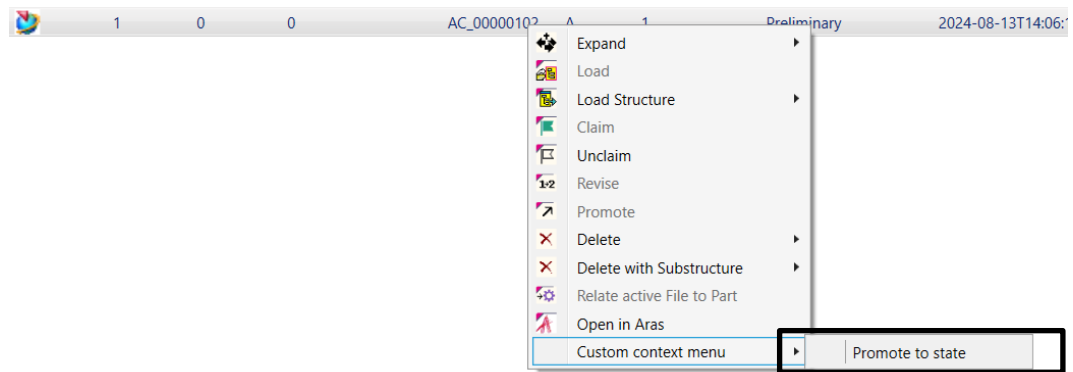 1 0 0 AC_00000102 A 1 Preliminary 2024-08-13T14:06:
Expand
Load
Load Structure
Claim
Unclaim
Revise
Promote
Delete
Delete with Substructure
Relate active File to Part
Open in Aras
Custom context menu
Promote to state